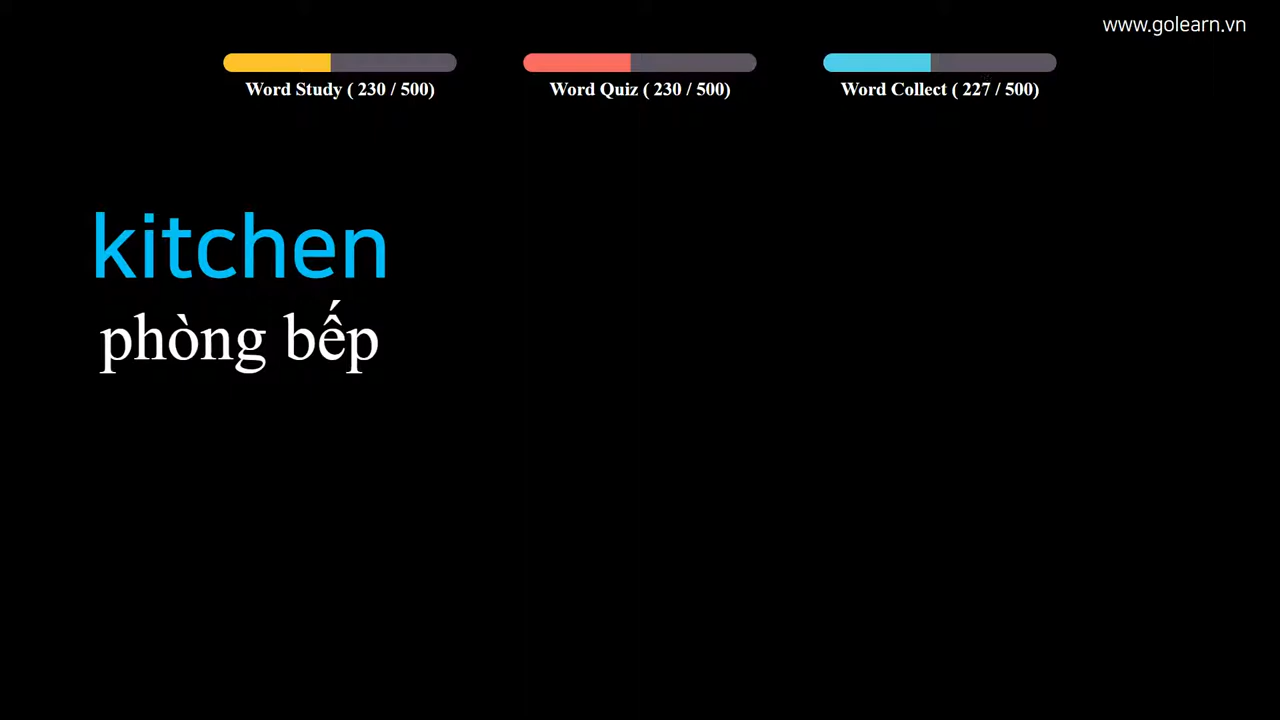 www.golearn.vn
Word Study ( 230 / 500)
Word Quiz ( 230 / 500)
Word Collect ( 227 / 500)
kitchen
phòng bếp